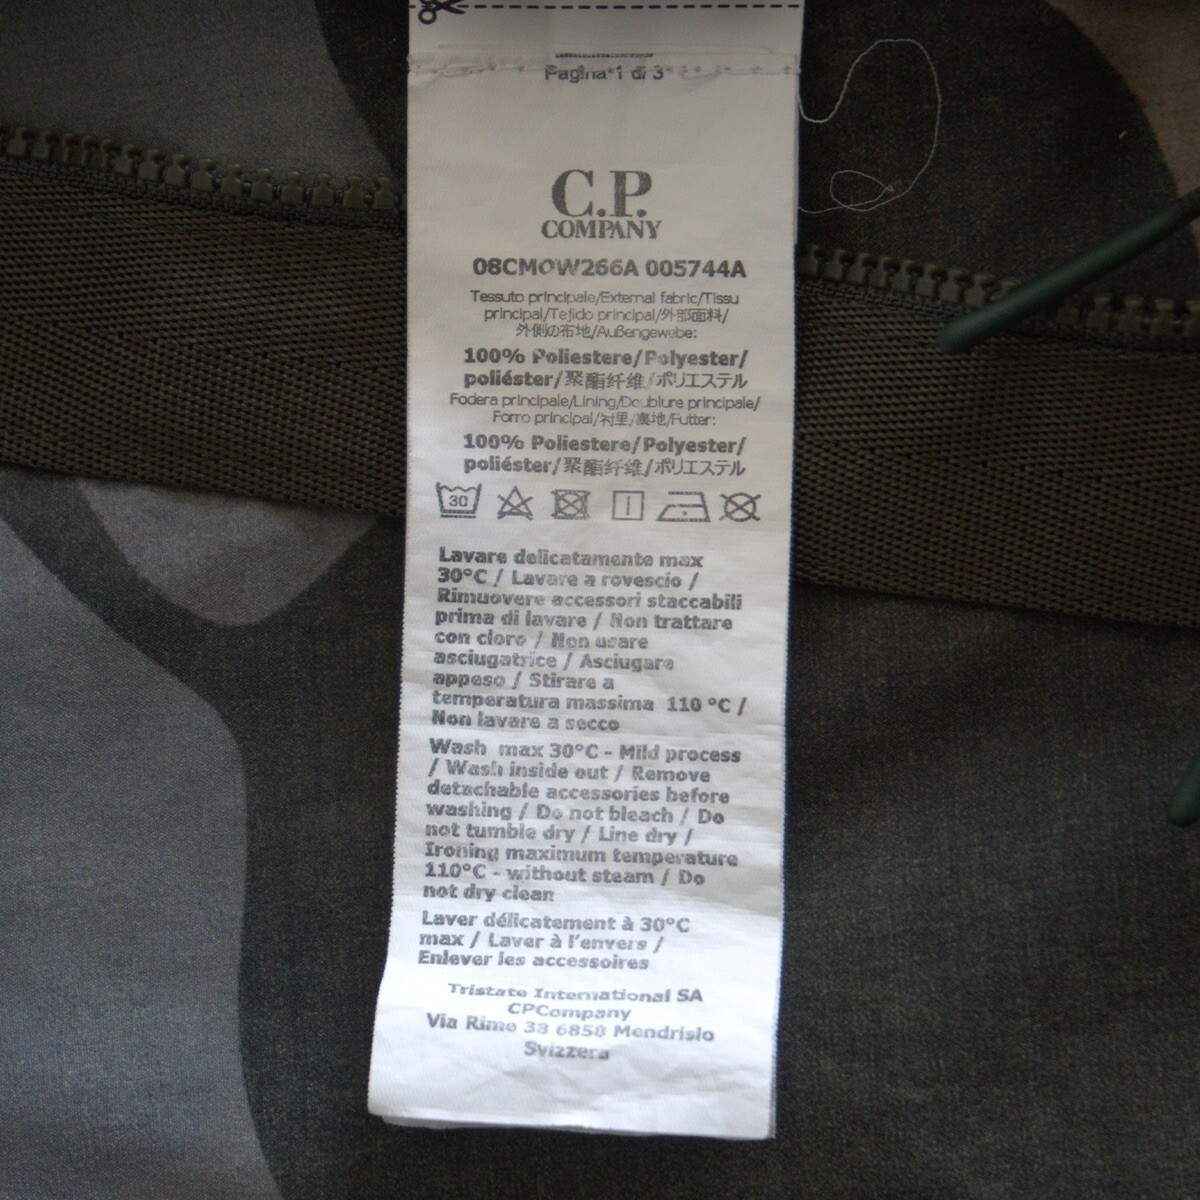 Pagina 1 di 3
C.P.
COMPANY
08CMOW266A 005744A
Tessuto principale/External fabric/Tissu
principal/Tejido principal/外部面料/
外側の布地/Außengewebe:
100% Poliestere/Polyester/
poliéster/聚酯纤维/ポリエステル
Fodera principale/Lining/Doublure principale/
Forro principal/衬里/裏地/Futter:
100% Poliestere/Polyester/
poliéster/聚酯纤维/ポリエステル
30
Lavare delicatamente max
30°C / Lavare a rovescio /
Rimuovere accessori staccabili
prima di lavare / Non trattare
con cloro / Non usare
asciugatrice / Asciugare
appeso / Stirare a
temperatura massima 110 °C /
Non lavare a secco
Wash max 30°C - Mild process
/ Wash inside out / Remove
detachable accessories before
washing / Do not bleach / Do
not tumble dry / Line dry /
Ironing maximum temperature
110°C - without steam / Do
not dry clean
Laver délicatement à 30°C
max / Laver à l'envers /
Enlever les accessoires
Tristate International SA
CPCompany
Via Rime 38 6850 Mendrisio
Svizzera